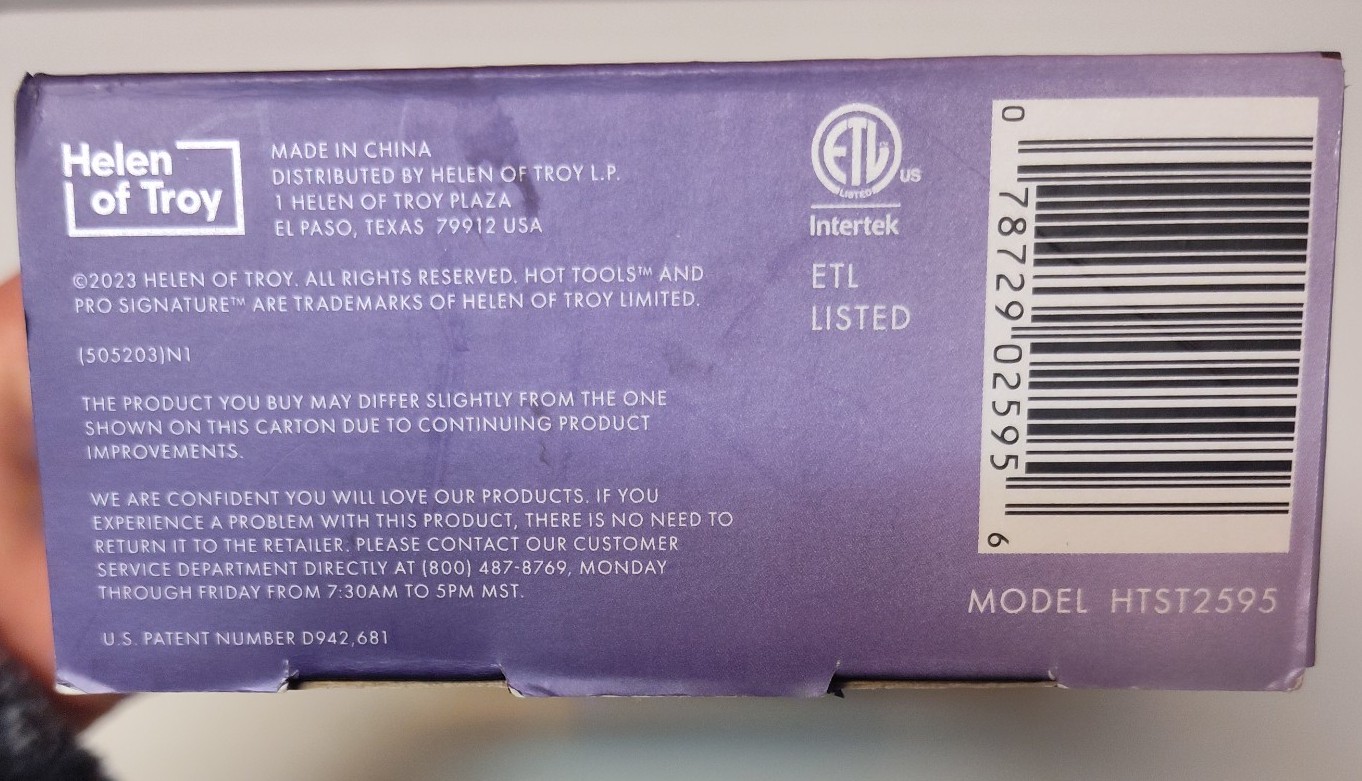 Helen
of Troy
MADE IN CHINA
DISTRIBUTED BY HELEN OF TROY L.P.
1 HELEN OF TROY PLAZA
EL PASO, TEXAS 79912 USA
©2023 HELEN OF TROY. ALL RIGHTS RESERVED. HOT TOOLS™ AND
PRO SIGNATURE™ ARE TRADEMARKS OF HELEN OF TROY LIMITED.
(505203)N1
THE PRODUCT YOU BUY MAY DIFFER SLIGHTLY FROM THE ONE
SHOWN ON THIS CARTON DUE TO CONTINUING PRODUCT
IMPROVEMENTS.
WE ARE CONFIDENT YOU WILL LOVE OUR PRODUCTS. IF YOU
EXPERIENCE A PROBLEM WITH THIS PRODUCT, THERE IS NO NEED TO
RETURN IT TO THE RETAILER. PLEASE CONTACT OUR CUSTOMER
SERVICE DEPARTMENT DIRECTLY AT (800) 487-8769, MONDAY
THROUGH FRIDAY FROM 7:30AM TO 5PM MST.
U.S. PATENT NUMBER D942,681
ETL
LISTED
US
Intertek
ETL
LISTED
0 78729 02595 6
MODEL HTST2595